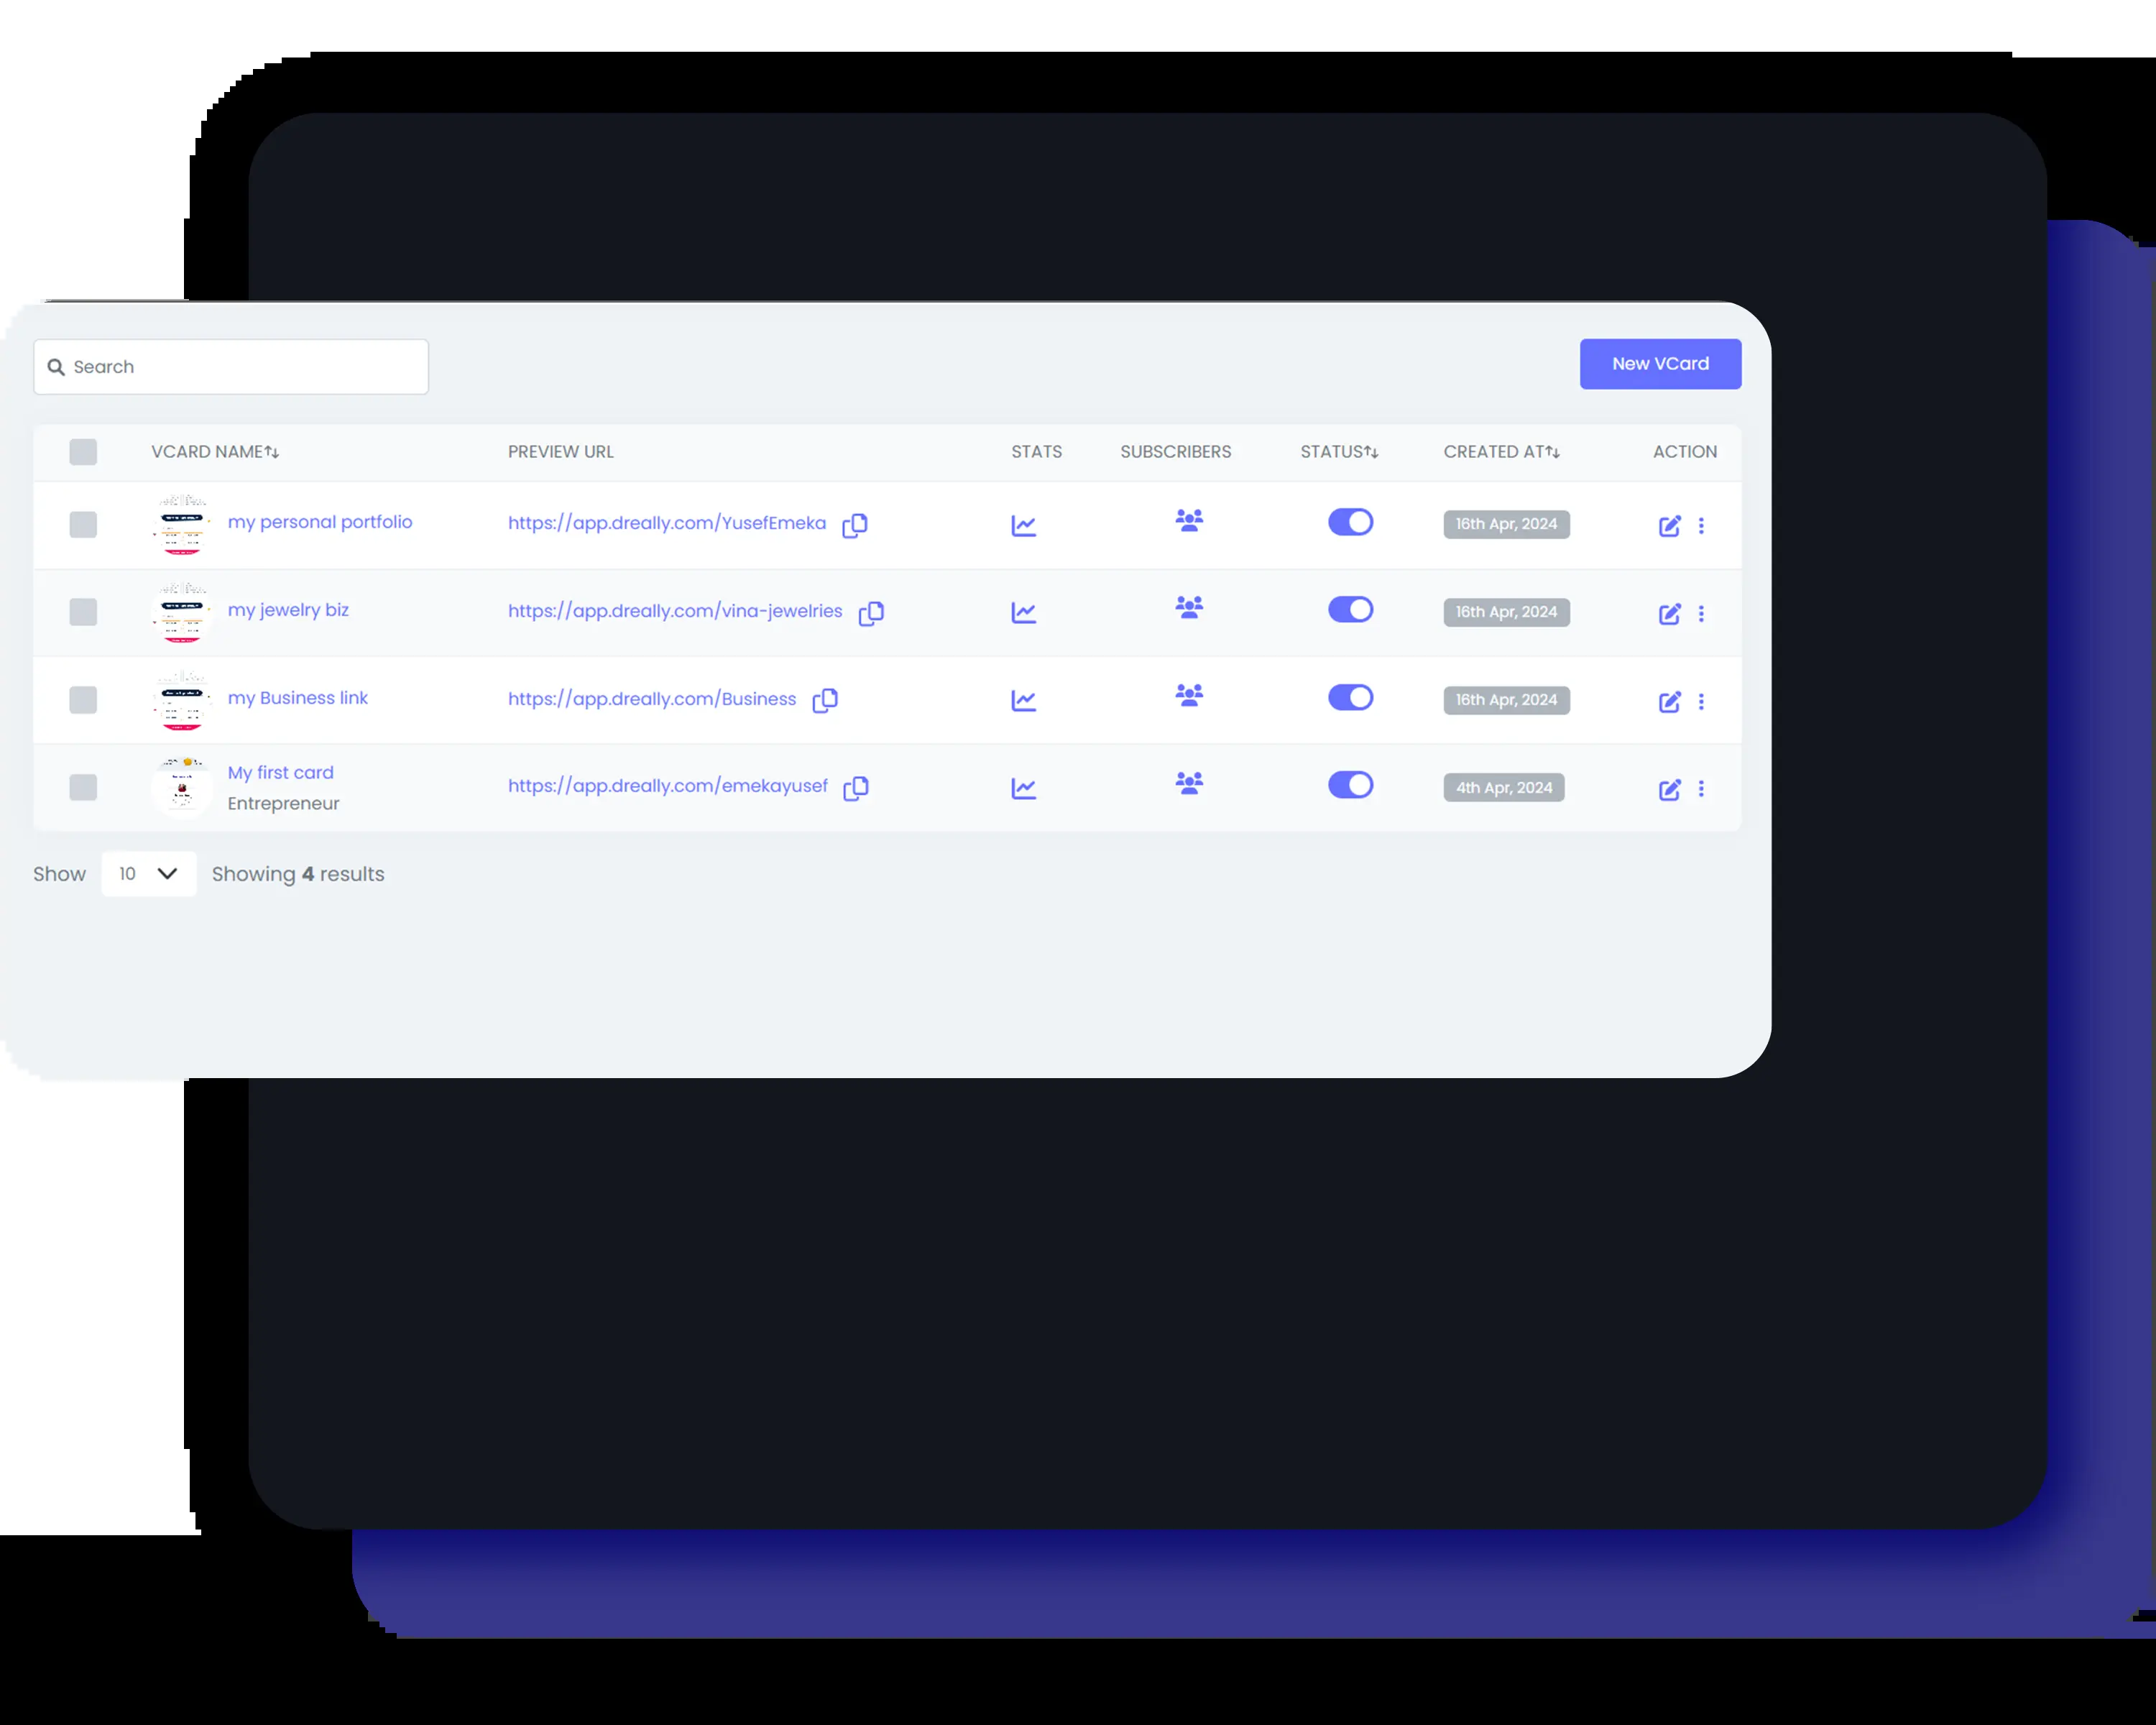 Search
New VCard
VCARD NAME PREVIEW URL STATS SUBSCRIBERS STATUS CREATED AT ACTION
my personal portfolio https://app.dreally.com/YusefEmeka 16th Apr, 2024
my jewelry biz https://app.dreally.com/vina-jewelries 16th Apr, 2024
my Business link https://app.dreally.com/Business 16th Apr, 2024
My first card https://app.dreally.com/emekayusef 4th Apr, 2024
Entrepreneur
Show 10 Showing 4 results